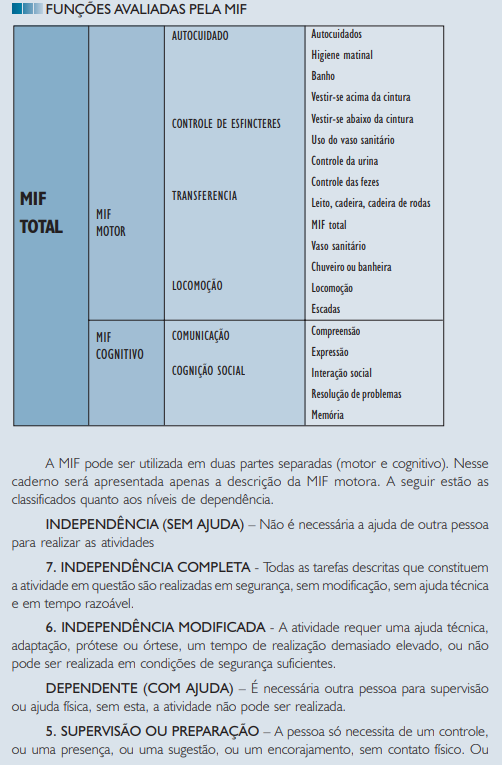 FUNÇÕES AVALIADAS PELA MIF
MIF
TOTAL
MIF
MOTOR
AUTOCUIDADO
Autocuidados
Higiene matinal
Banho
Vestir-se acima da cintura
CONTROLE DE ESFINCTERES
Vestir-se abaixo da cintura
Uso do vaso sanitário
Controle da urina
Controle das fezes
TRANSFERENCIA
Leito, cadeira, cadeira de rodas
MIF total
Vaso sanitário
Chuveiro ou banheira
LOCOMOÇÃO
Locomoção
Escadas
MIF
COGNITIVO
COMUNICAÇÃO
Compreensão
Expressão
COGNIÇÃO SOCIAL
Interação social
Resolução de problemas
Memória
A MIF pode ser utilizada em duas partes separadas (motor e cognitivo). Nesse
caderno será apresentada apenas a descrição da MIF motora. A seguir estão as
classificados quanto aos níveis de dependência.
INDEPENDÊNCIA (SEM AJUDA) – Não é necessária a ajuda de outra pessoa
para realizar as atividades
7. INDEPENDÊNCIA COMPLETA - Todas as tarefas descritas que constituem
a atividade em questão são realizadas em segurança, sem modificação, sem ajuda técnica
e em tempo razoável.
6. INDEPENDÊNCIA MODIFICADA - A atividade requer uma ajuda técnica,
adaptação, prótese ou órtese, um tempo de realização demasiado elevado, ou não
pode ser realizada em condições de segurança suficientes.
DEPENDENTE (COM AJUDA) – É necessária outra pessoa para supervisão
ou ajuda física, sem esta, a atividade não pode ser realizada.
5. SUPERVISÃO OU PREPARAÇÃO – A pessoa só necessita de um controle,
ou uma presença, ou uma sugestão, ou um encorajamento, sem contato físico. Ou